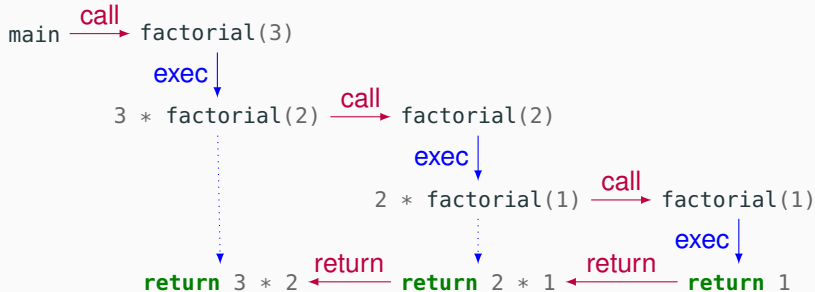 call
main factorial(3)
exec
3 * factorial(2) call factorial(2)
exec
2 * factorial(1) call factorial(1)
exec
return 3 * 2 return return 2 * 1 return return 1